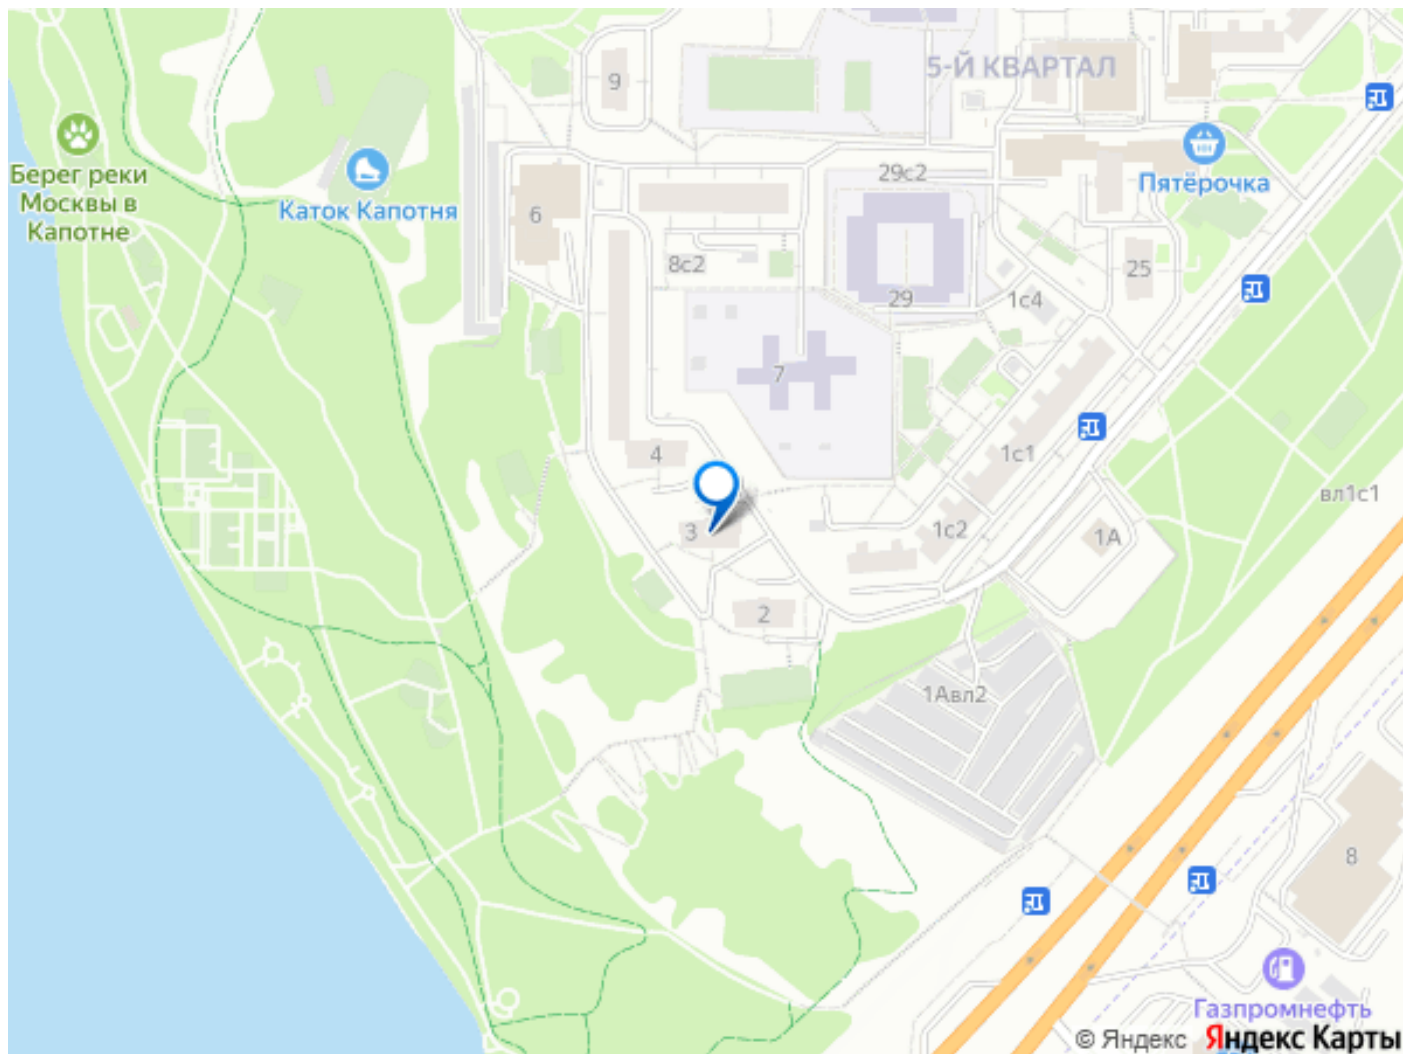 5-Й КВАРТАЛ
9
Берег реки
Москвы в
Капотне
Каток Капотня
29с2
Пятёрочка
6
8с2
25
29
1с4
7
4
1с1
вл1с1
3
1с2
1А
2
1Авл2
8
Газпромнефть
© Яндекс Яндекс Карты